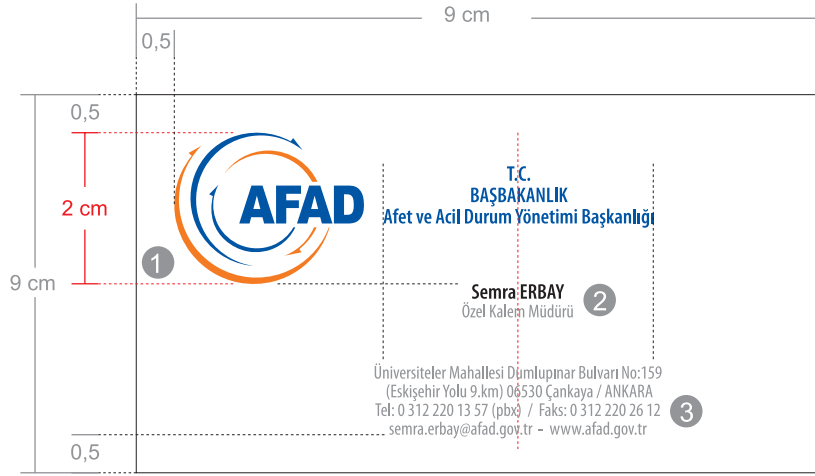 9 cm
0,5
0,5
2 cm
9 cm
0,5
AFAD
T.C.
BAŞBAKANLIK
Afet ve Acil Durum Yönetimi Başkanlığı
1
Semra ERBAY
Özel Kalem Müdürü
2
Üniversiteler Mahallesi Dumlupınar Bulvarı No:159
(Eskişehir Yolu 9.km) 06530 Çankaya / ANKARA
Tel: 0 312 220 13 57 (pbx) / Faks: 0 312 220 26 12
semra.erbay@afad.gov.tr - www.afad.gov.tr
3